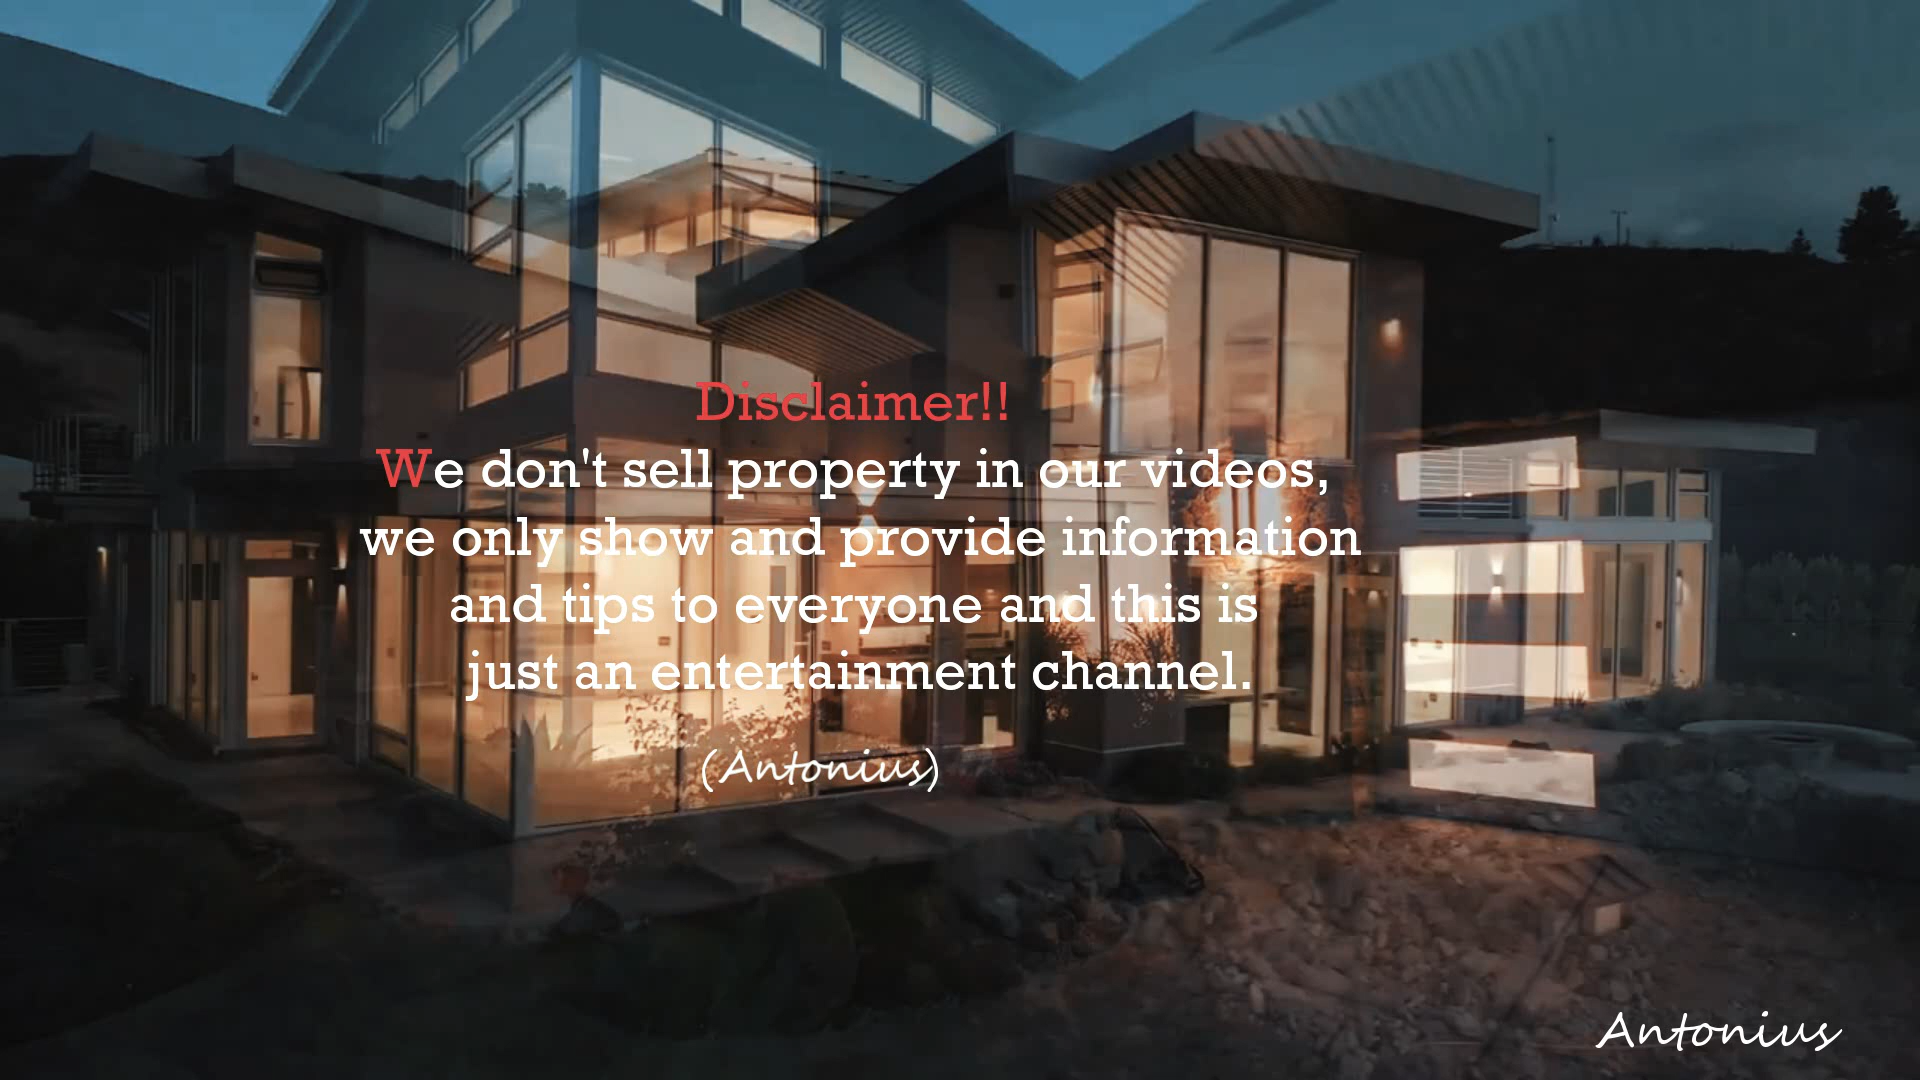 Disclaimer!!
We don't sell property in our videos,
we only show and provide information
and tips to everyone and this is
just an entertainment channel.
(Antonius)
Antonius